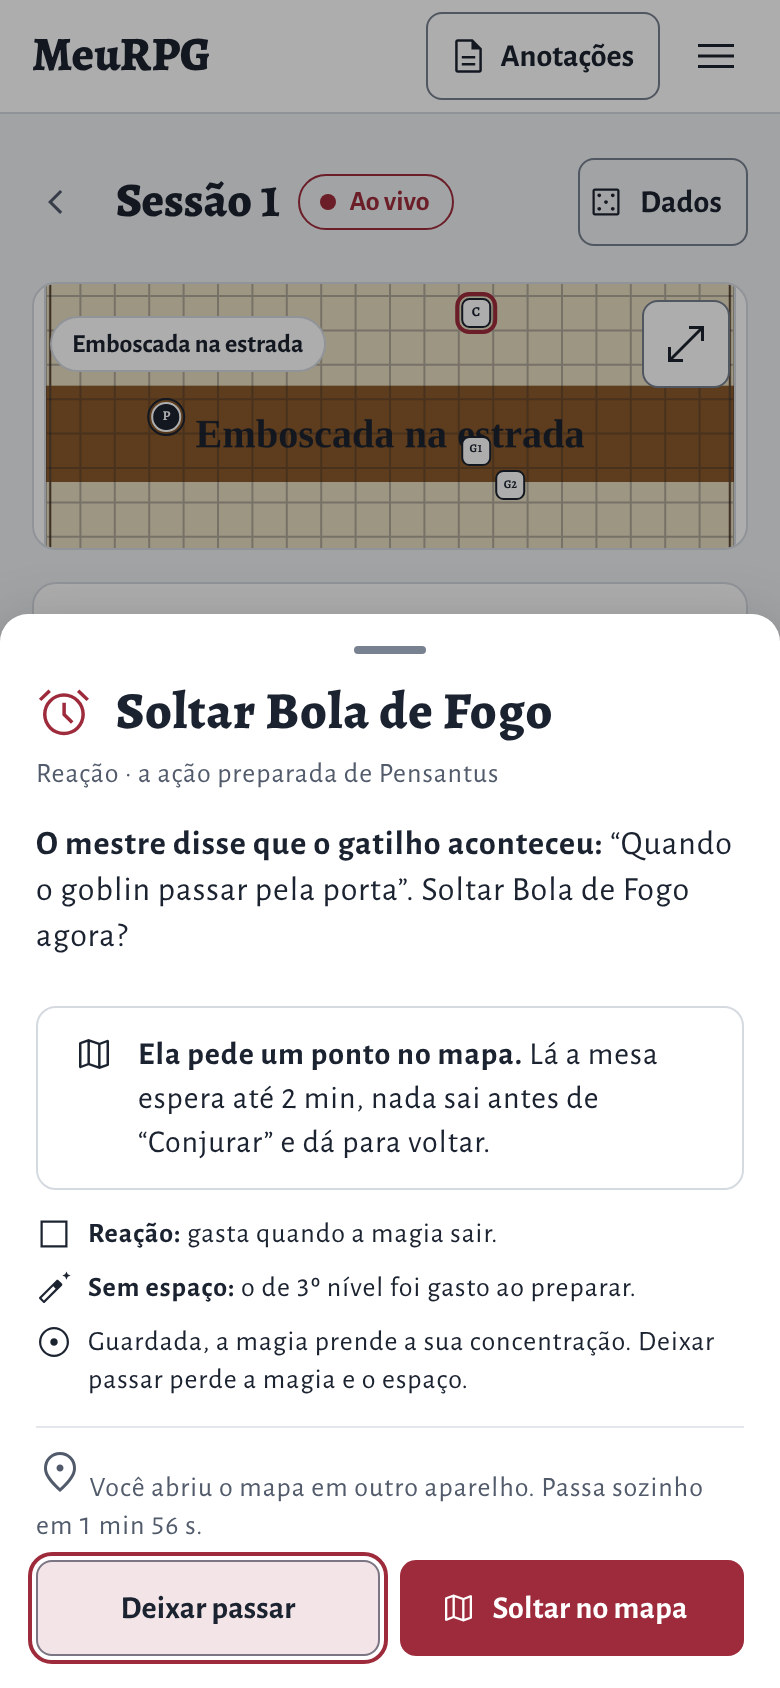 MeuRPG
Anotações
Sessão 1
Ao vivo
Dados
C
Emboscada na estrada
P
Emboscada na estrada
G1
G2
Soltar Bola de Fogo
Reação · a ação preparada de Pensantus
O mestre disse que o gatilho aconteceu: “Quando
o goblin passar pela porta”. Soltar Bola de Fogo
agora?
Ela pede um ponto no mapa. Lá a mesa
espera até 2 min, nada sai antes de
“Conjurar” e dá para voltar.
Reação: gasta quando a magia sair.
Sem espaço: o de 3º nível foi gasto ao preparar.
Guardada, a magia prende a sua concentração. Deixar
passar perde a magia e o espaço.
Você abriu o mapa em outro aparelho. Passa sozinho
em 1 min 56 s.
Deixar passar
Soltar no mapa